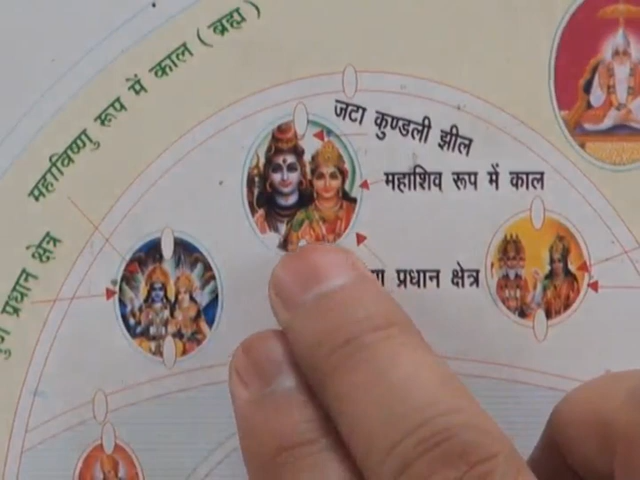 महाविष्णु रूप में काल ( ब्रह्म )
जटा कुण्डली झील
महाशिव रूप में काल
प्रधान क्षेत्र
प्रधान क्षेत्र